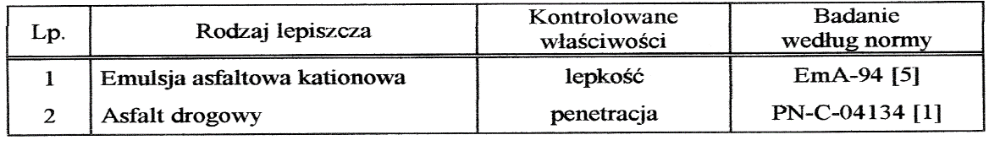 Lp. Rodzaj lepiszcza Kontrolowane właściwości Badanie według normy
1 Emulsja asfaltowa kationowa lepkość EmA-94 [5]
2 Asfalt drogowy penetracja PN-C-04134 [1]